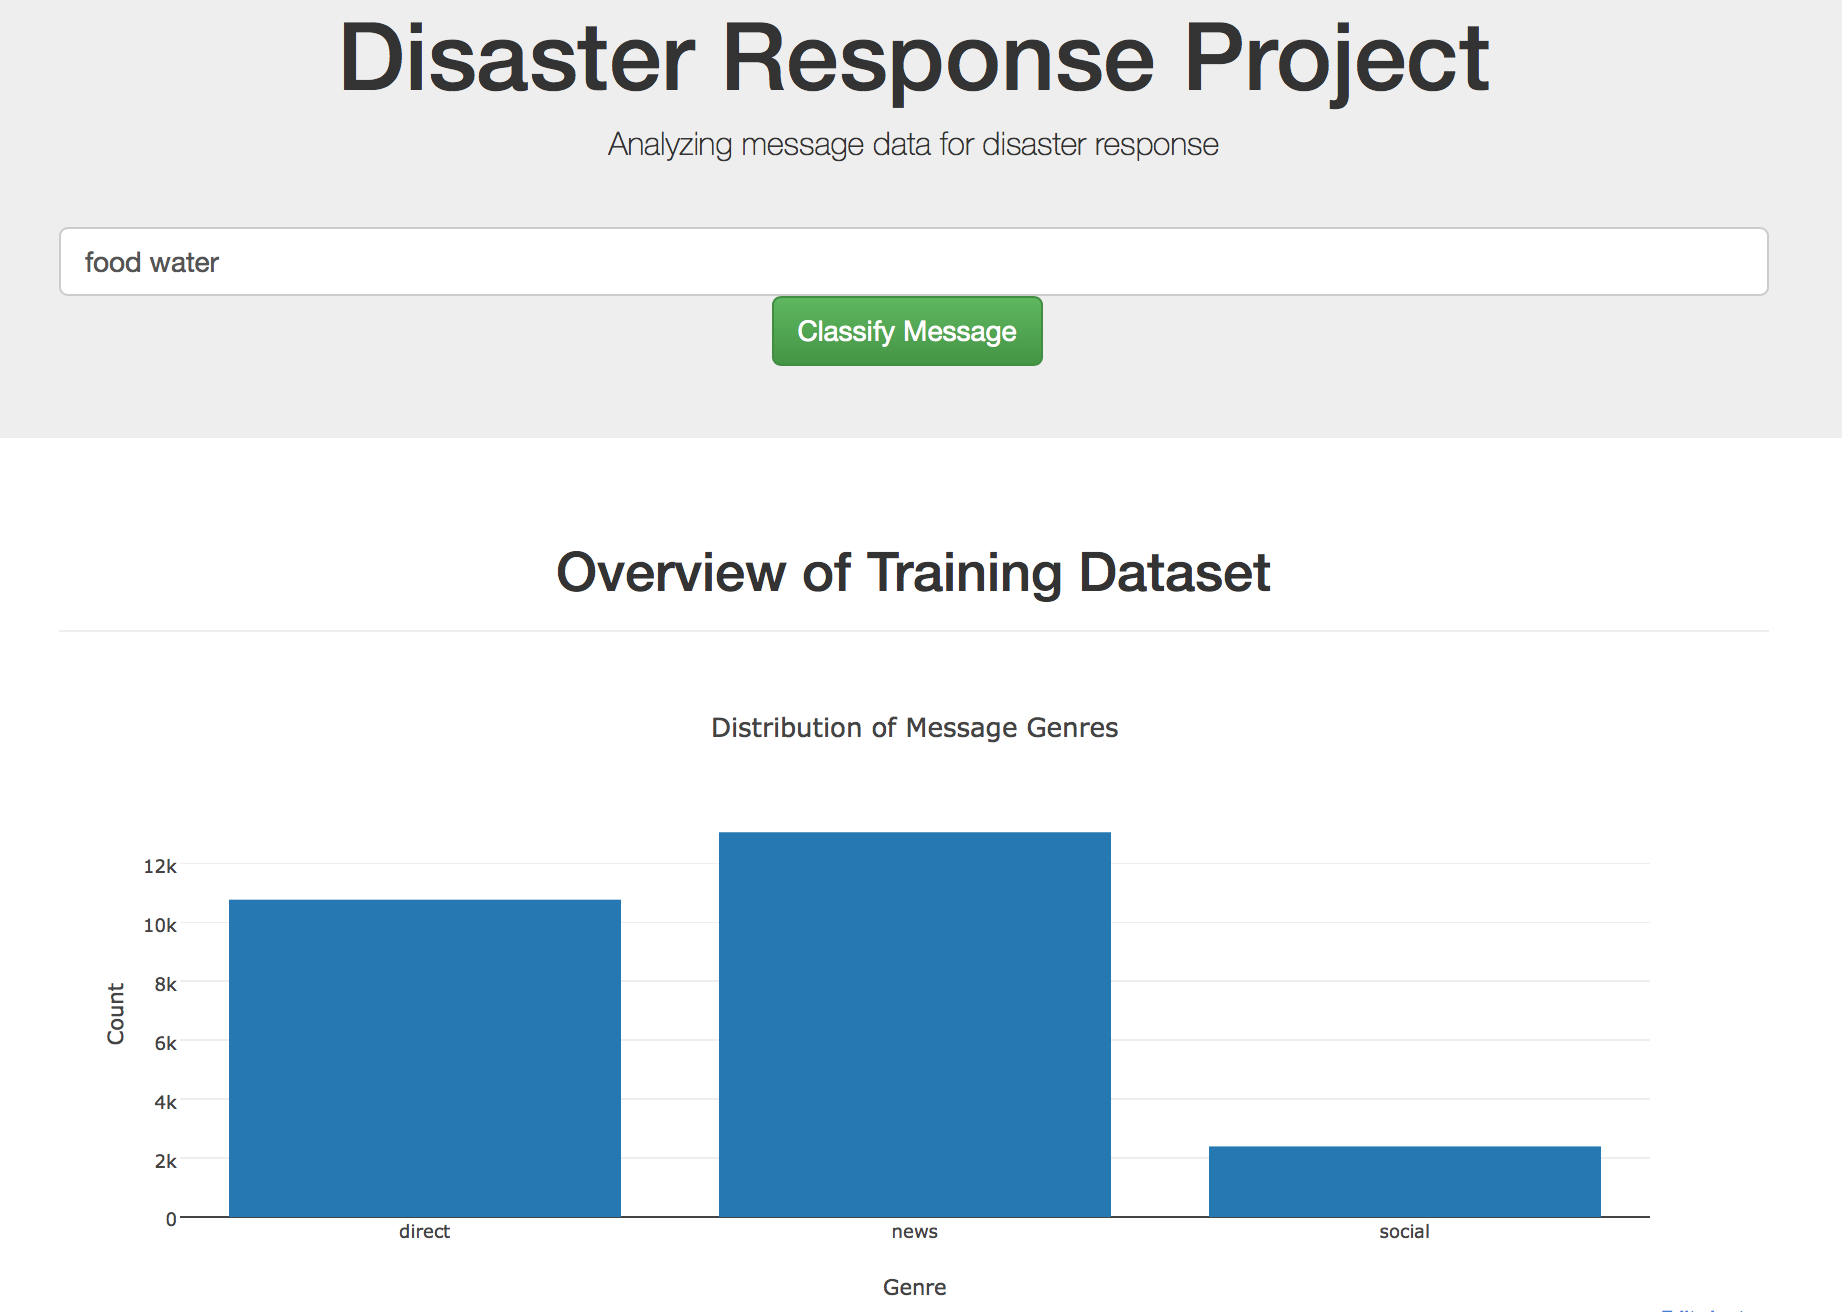 Disaster Response Project
Analyzing message data for disaster response
food water
Classify Message
Overview of Training Dataset
Distribution of Message Genres
12k
10k
8k
6k
4k
2k
0
Count
direct news social
Genre